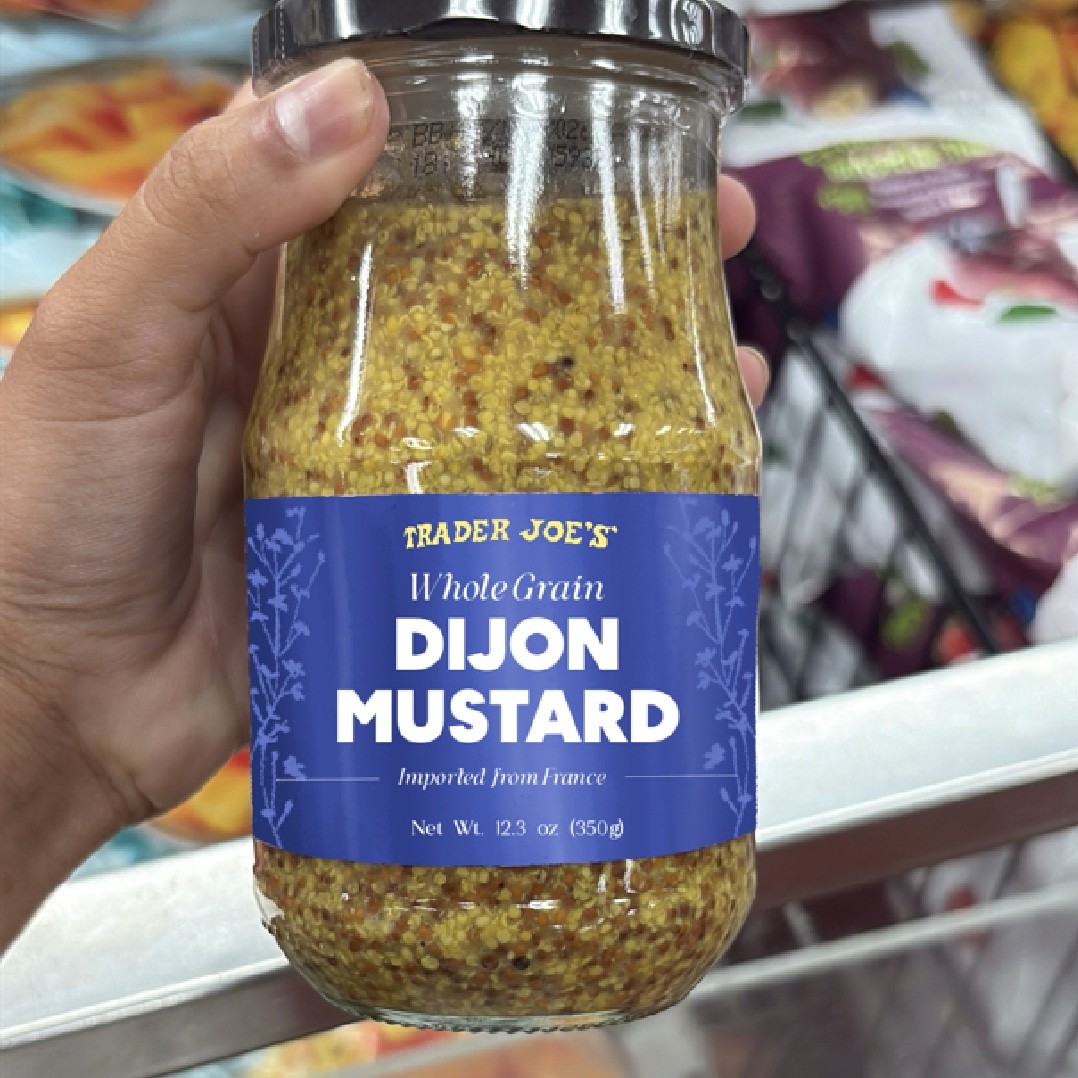 TRADER JOE'S
Whole Grain
DIJON
MUSTARD
Imported from France
Net Wt. 12.3 oz (350g)